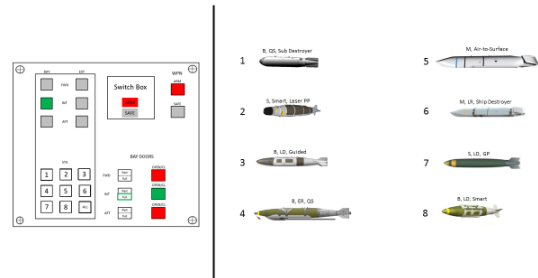 BAY
OFF
WPN
FWD
ARM
Switch Box
INT
ARM
SAFE
SAFE
AFT
STA
1 2 3
4 5 6
7 8 ALL
BAY DOORS
FWD
INT
AFT
1 B, QS, Sub Destroyer
2 S, Smart, Laser PP
3 B, LD, Guided
4 B, ER, QS
5 M, Air-to-Surface
6 M, LR, Ship Destroyer
7 S, LD, GP
8 B, LD, Smart